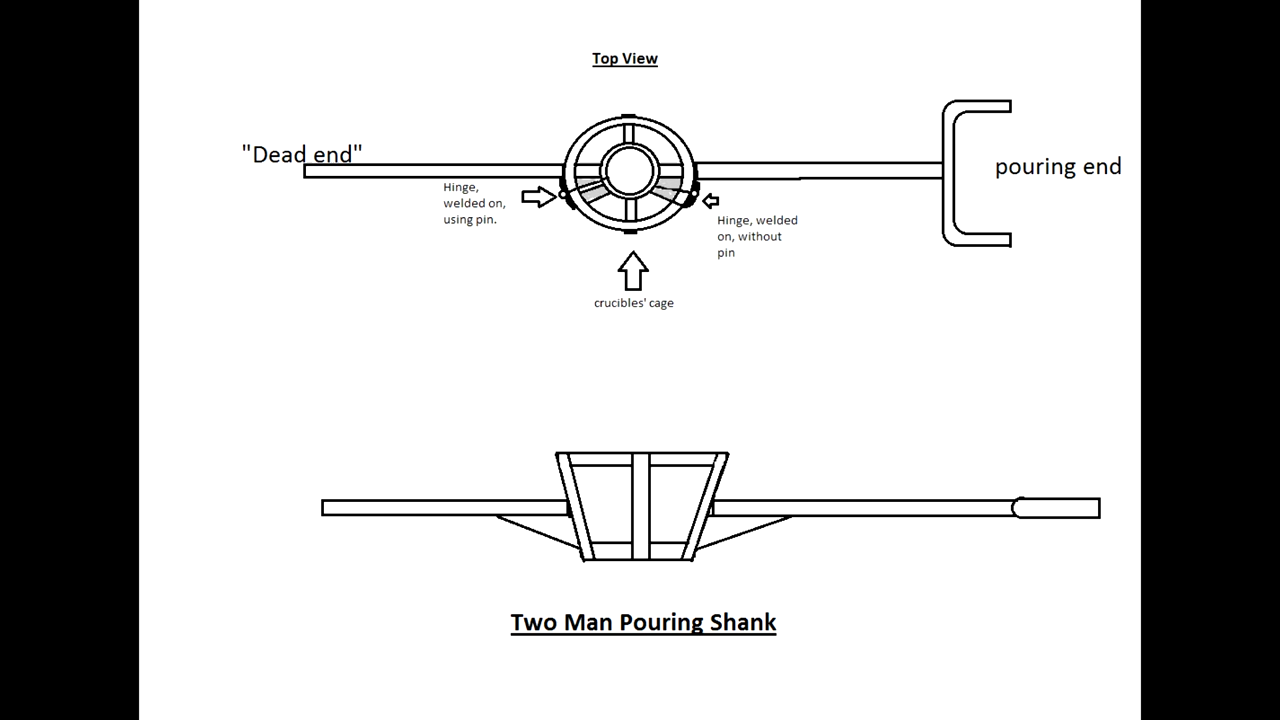 Top View
"Dead end"
pouring end
Hinge,
welded on,
using pin.
Hinge, welded
on, without
pin
crucibles' cage
Two Man Pouring Shank